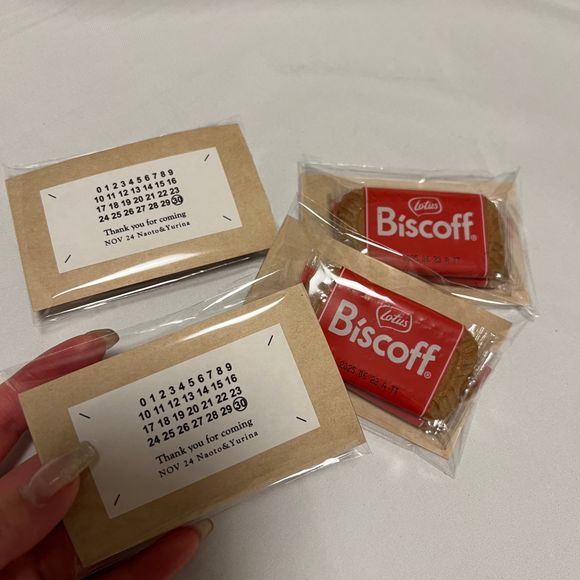 0 1 2 3 4 5 6 7 8 9
10 11 12 13 14 15 16
17 18 19 20 21 22 23
24 25 26 27 28 29 30
Thank you for coming
NOV 24 Naoto&Yurina
Lotus
Biscoff®
Lotus
Biscoff®
0 1 2 3 4 5 6 7 8 9
10 11 12 13 14 15 16
17 18 19 20 21 22 23
24 25 26 27 28 29 30
Thank you for coming
NOV 24 Naoto&Yurina